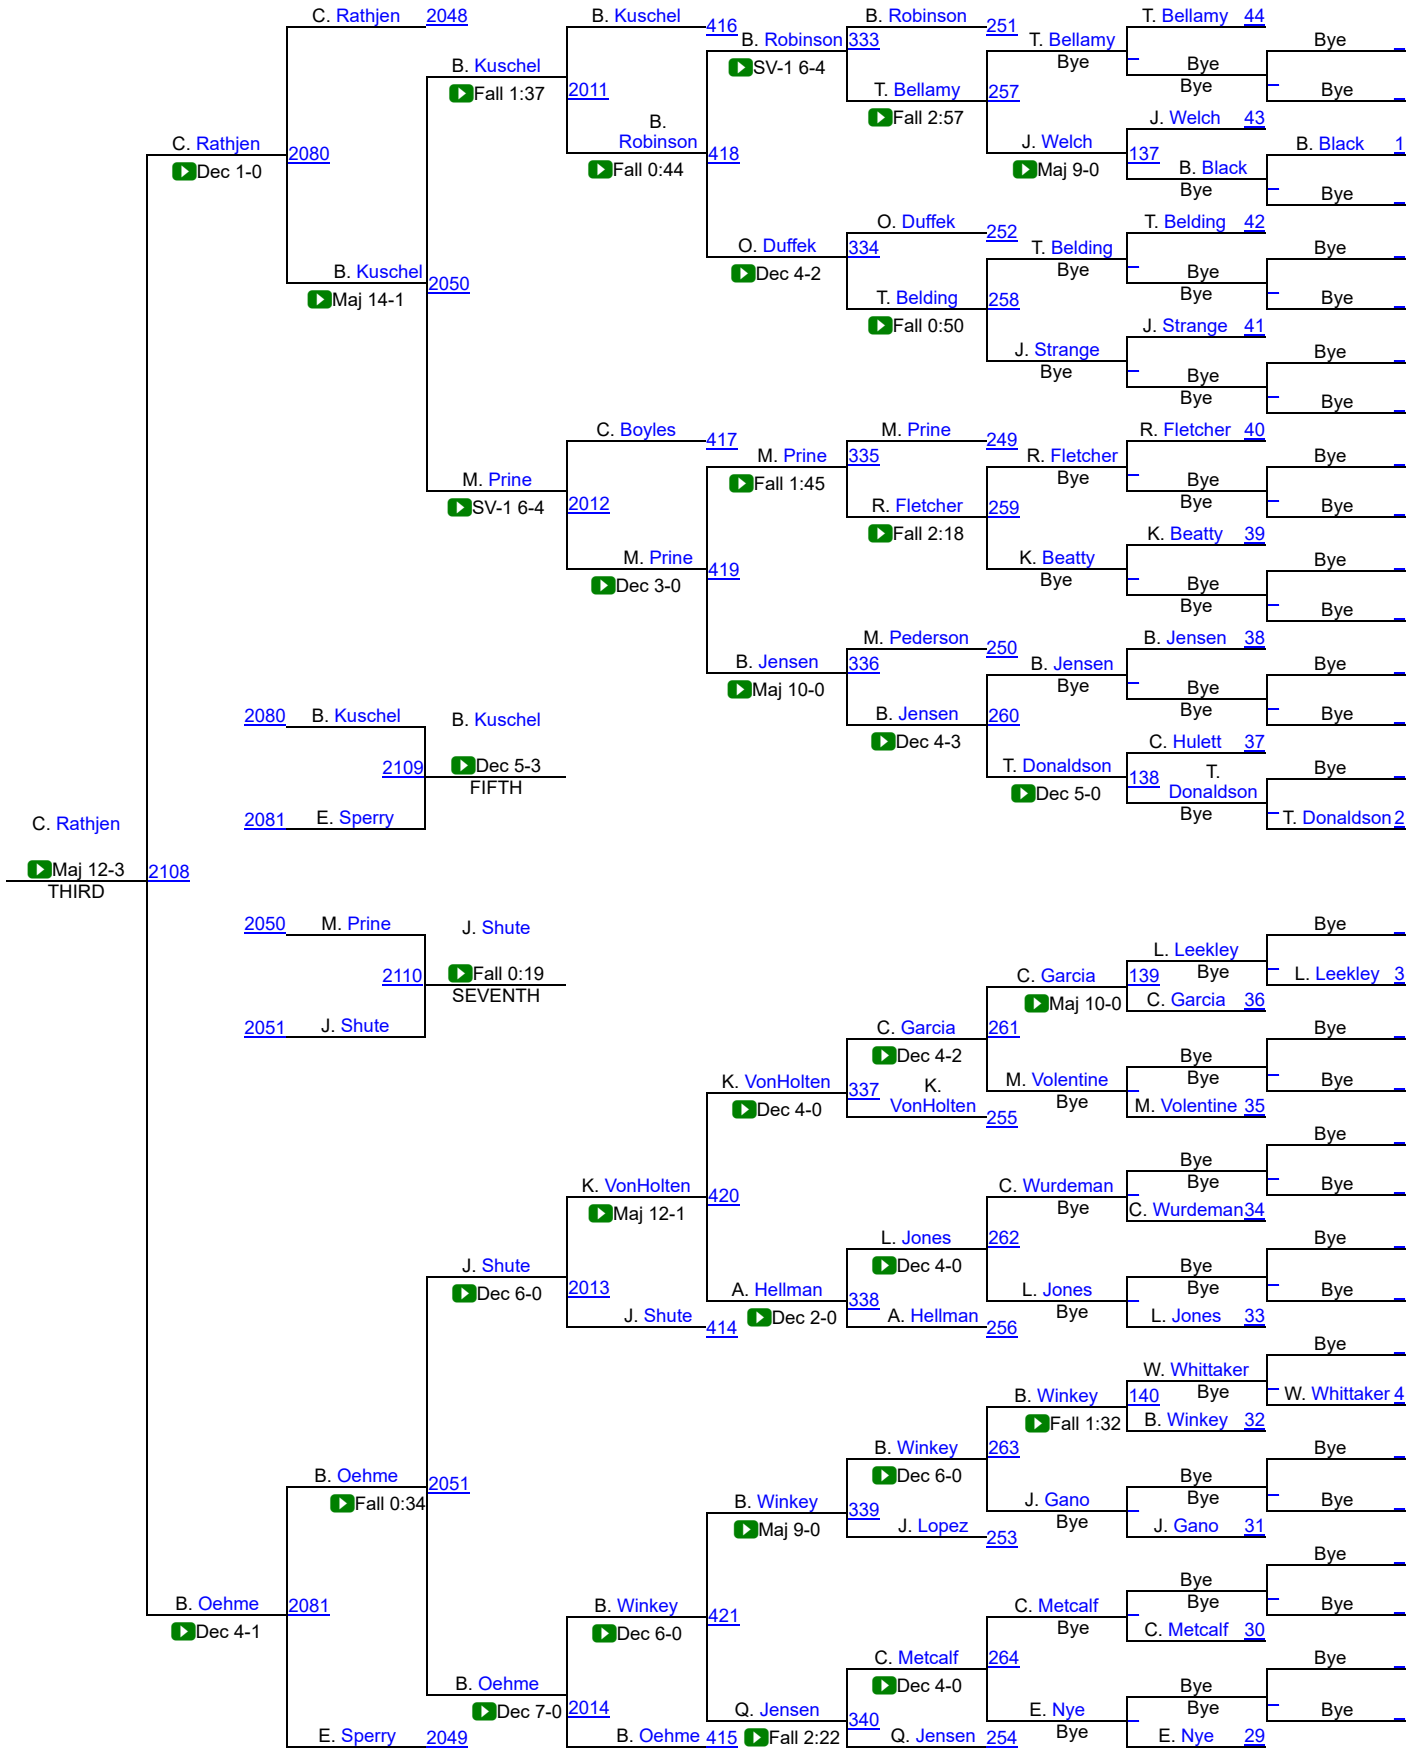 C. Rathjen 2048 B. Kuschel 416 B. Robinson 251 T. Bellamy 44
B. Robinson 333 T. Bellamy Bye
SV-1 6-4 Bye Bye
B. Kuschel T. Bellamy 257 Bye Bye
Fall 1:37 2011 Fall 2:57
B. Robinson J. Welch 43
C. Rathjen 2080 418 J. Welch 137 B. Black 1
Dec 1-0 Fall 0:44 Maj 9-0 B. Black
Bye Bye
O. Duffek 252 T. Belding 42
O. Duffek 334 T. Belding Bye
B. Kuschel 2050 Dec 4-2 Bye Bye
Maj 14-1 T. Belding 258 Bye Bye
Fall 0:50 J. Strange 41
J. Strange Bye
Bye Bye
Bye Bye
C. Boyles 417 M. Prine 249 R. Fletcher 40
M. Prine 335 R. Fletcher Bye
M. Prine Fall 1:45 Bye Bye
SV-1 6-4 2012 R. Fletcher 259 Bye Bye
Fall 2:18 K. Beatty 39
M. Prine 419 K. Beatty Bye
Dec 3-0 Bye Bye
Bye Bye
M. Pederson 250 B. Jensen 38
B. Jensen 336 B. Jensen Bye
Maj 10-0 Bye Bye
2080 B. Kuschel B. Kuschel B. Jensen 260 Bye Bye
Dec 4-3 C. Hulett 37
2109 Dec 5-3 T. Donaldson 138 T. Donaldson Bye
FIFTH Dec 5-0
2081 E. Sperry Bye T. Donaldson 2
C. Rathjen
Maj 12-3 2108
THIRD
2050 M. Prine J. Shute Bye
L. Leekley
2110 Fall 0:19 C. Garcia 139 Bye L. Leekley 3
SEVENTH Maj 10-0 C. Garcia 36
2051 J. Shute C. Garcia 261 Bye
Dec 4-2 Bye
K. VonHolten 337 K. VonHolten M. Volentine Bye Bye
Dec 4-0 255 Bye M. Volentine 35
Bye
Bye
K. VonHolten 420 C. Wurdeman Bye Bye
Maj 12-1 Bye C. Wurdeman 34
L. Jones 262 Bye
J. Shute Dec 4-0 Bye
Dec 6-0 2013 A. Hellman 338 L. Jones Bye Bye
J. Shute 414 Dec 2-0 A. Hellman 256 Bye L. Jones 33
Bye
W. Whittaker
B. Winkey 140 Bye W. Whittaker 4
Fall 1:32 B. Winkey 32
B. Winkey 263 Bye
B. Oehme 2051 Dec 6-0 Bye
Fall 0:34 B. Winkey 339 J. Gano Bye Bye
Maj 9-0 J. Lopez 253 Bye J. Gano 31
Bye
Bye
B. Oehme 2081 B. Winkey 421 C. Metcalf Bye Bye
Dec 4-1 Dec 6-0 Bye C. Metcalf 30
C. Metcalf 264 Bye
B. Oehme Dec 4-0 Bye
Dec 7-0 2014 Q. Jensen 340 E. Nye Bye Bye
E. Sperry 2049 B. Oehme 415 Fall 2:22 Q. Jensen 254 Bye E. Nye 29